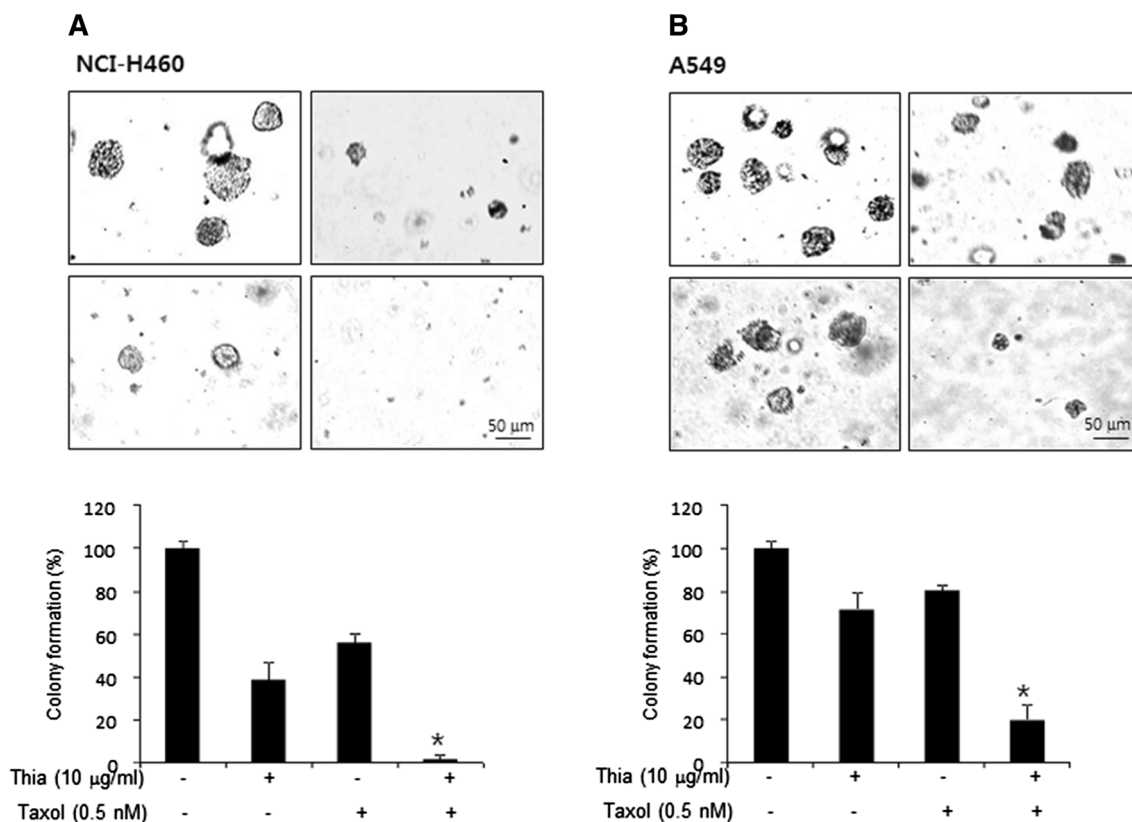 A
NCI-H460
50 μm
120
100
80
60
40
20
0
Colony formation (%)
Thia (10 μg/ml) - + - +
Taxol (0.5 nM) - - + +
*
B
A549
50 μm
120
100
80
60
40
20
0
Colony formation (%)
Thia (10 μg/ml) - + - +
Taxol (0.5 nM) - - + +
*